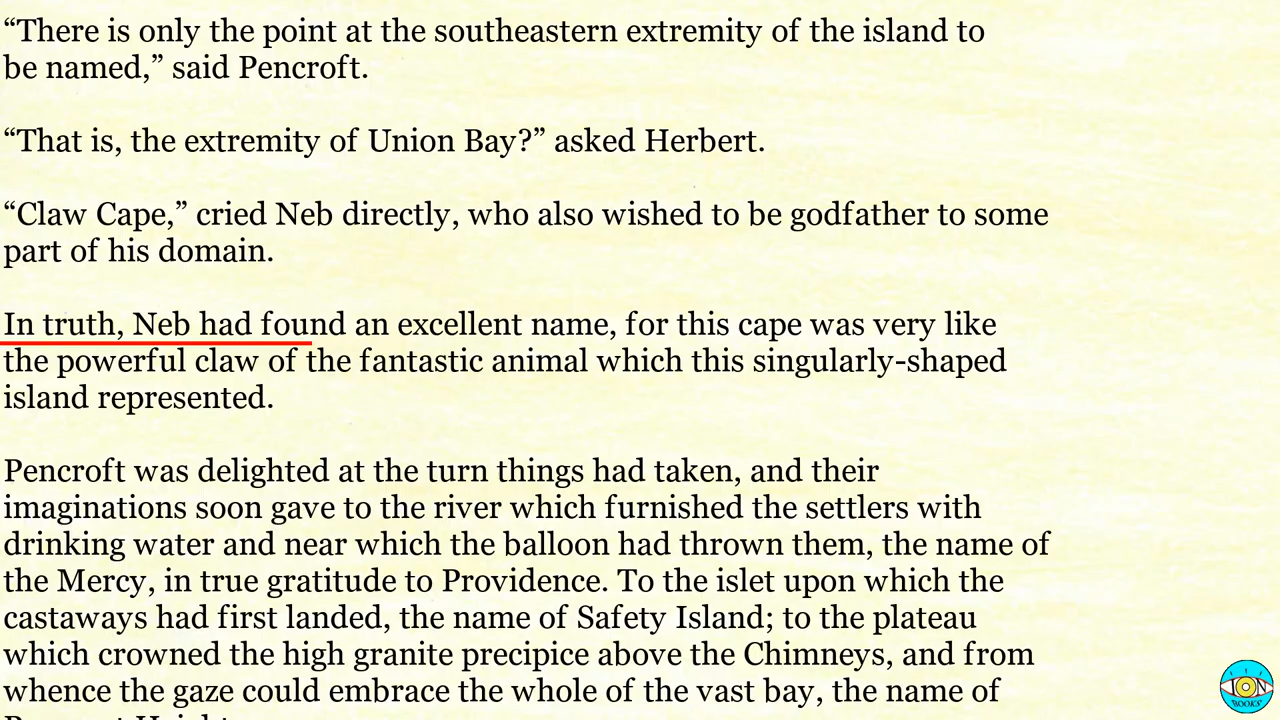 “There is only the point at the southeastern extremity of the island to
be named,” said Pencroft.
“That is, the extremity of Union Bay?” asked Herbert.
“Claw Cape,” cried Neb directly, who also wished to be godfather to some
part of his domain.
In truth, Neb had found an excellent name, for this cape was very like
the powerful claw of the fantastic animal which this singularly-shaped
island represented.
Pencroft was delighted at the turn things had taken, and their
imaginations soon gave to the river which furnished the settlers with
drinking water and near which the balloon had thrown them, the name of
the Mercy, in true gratitude to Providence. To the islet upon which the
castaways had first landed, the name of Safety Island; to the plateau
which crowned the high granite precipice above the Chimneys, and from
whence the gaze could embrace the whole of the vast bay, the name of
ION
BOOKS